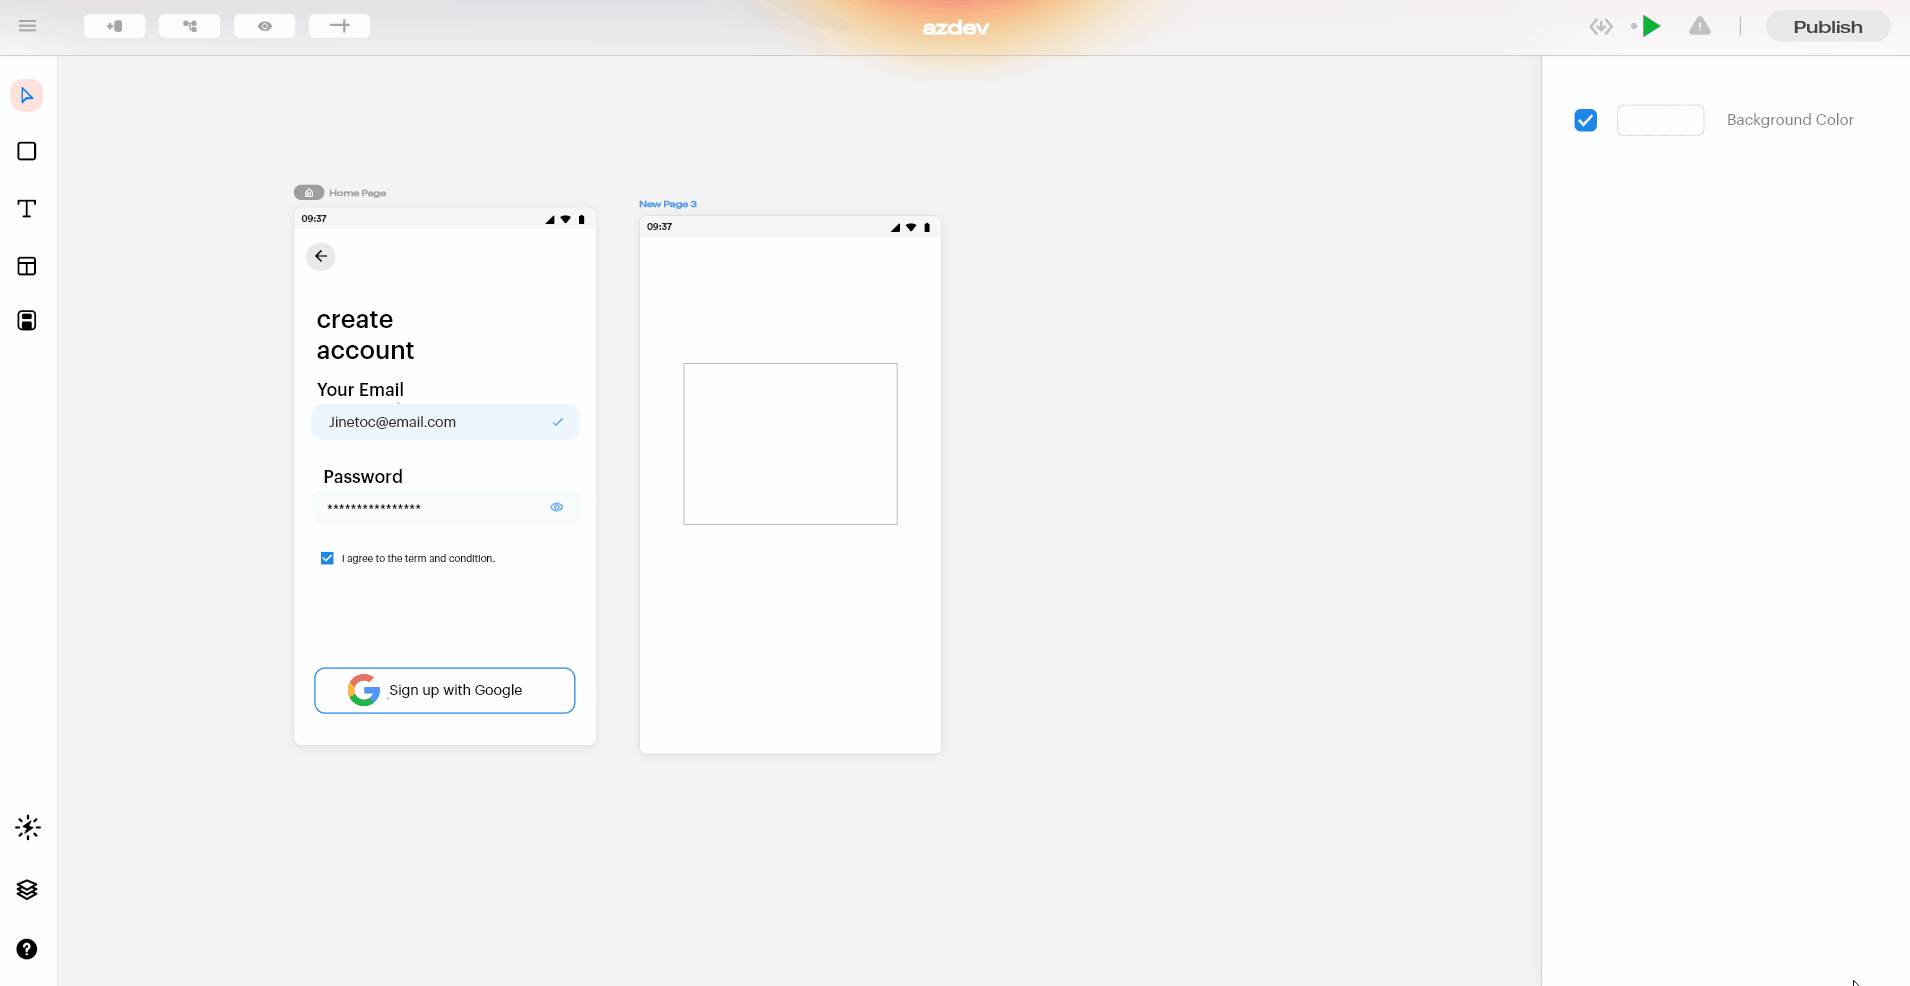 azdev
Publish
Background Color
Home Page
09:37
create
account
Your Email
Jinetoc@email.com
Password
****************
I agree to the term and condition.
Sign up with Google
New Page 3
09:37